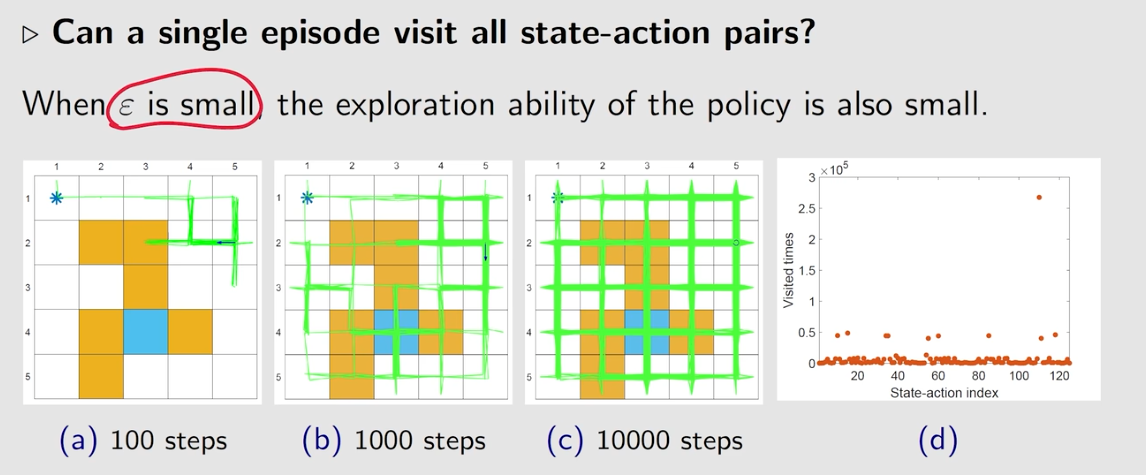 ▷ Can a single episode visit all state-action pairs?
When ε is small, the exploration ability of the policy is also small.
1 2 3 4 5
1
2
3
4
5
1 2 3 4 5
1
2
3
4
5
1 2 3 4 5
1
2
3
4
5
×10^5
3
2.5
2
1.5
1
0.5
0
Visited times
20 40 60 80 100 120
State-action index
(a) 100 steps (b) 1000 steps (c) 10000 steps (d)